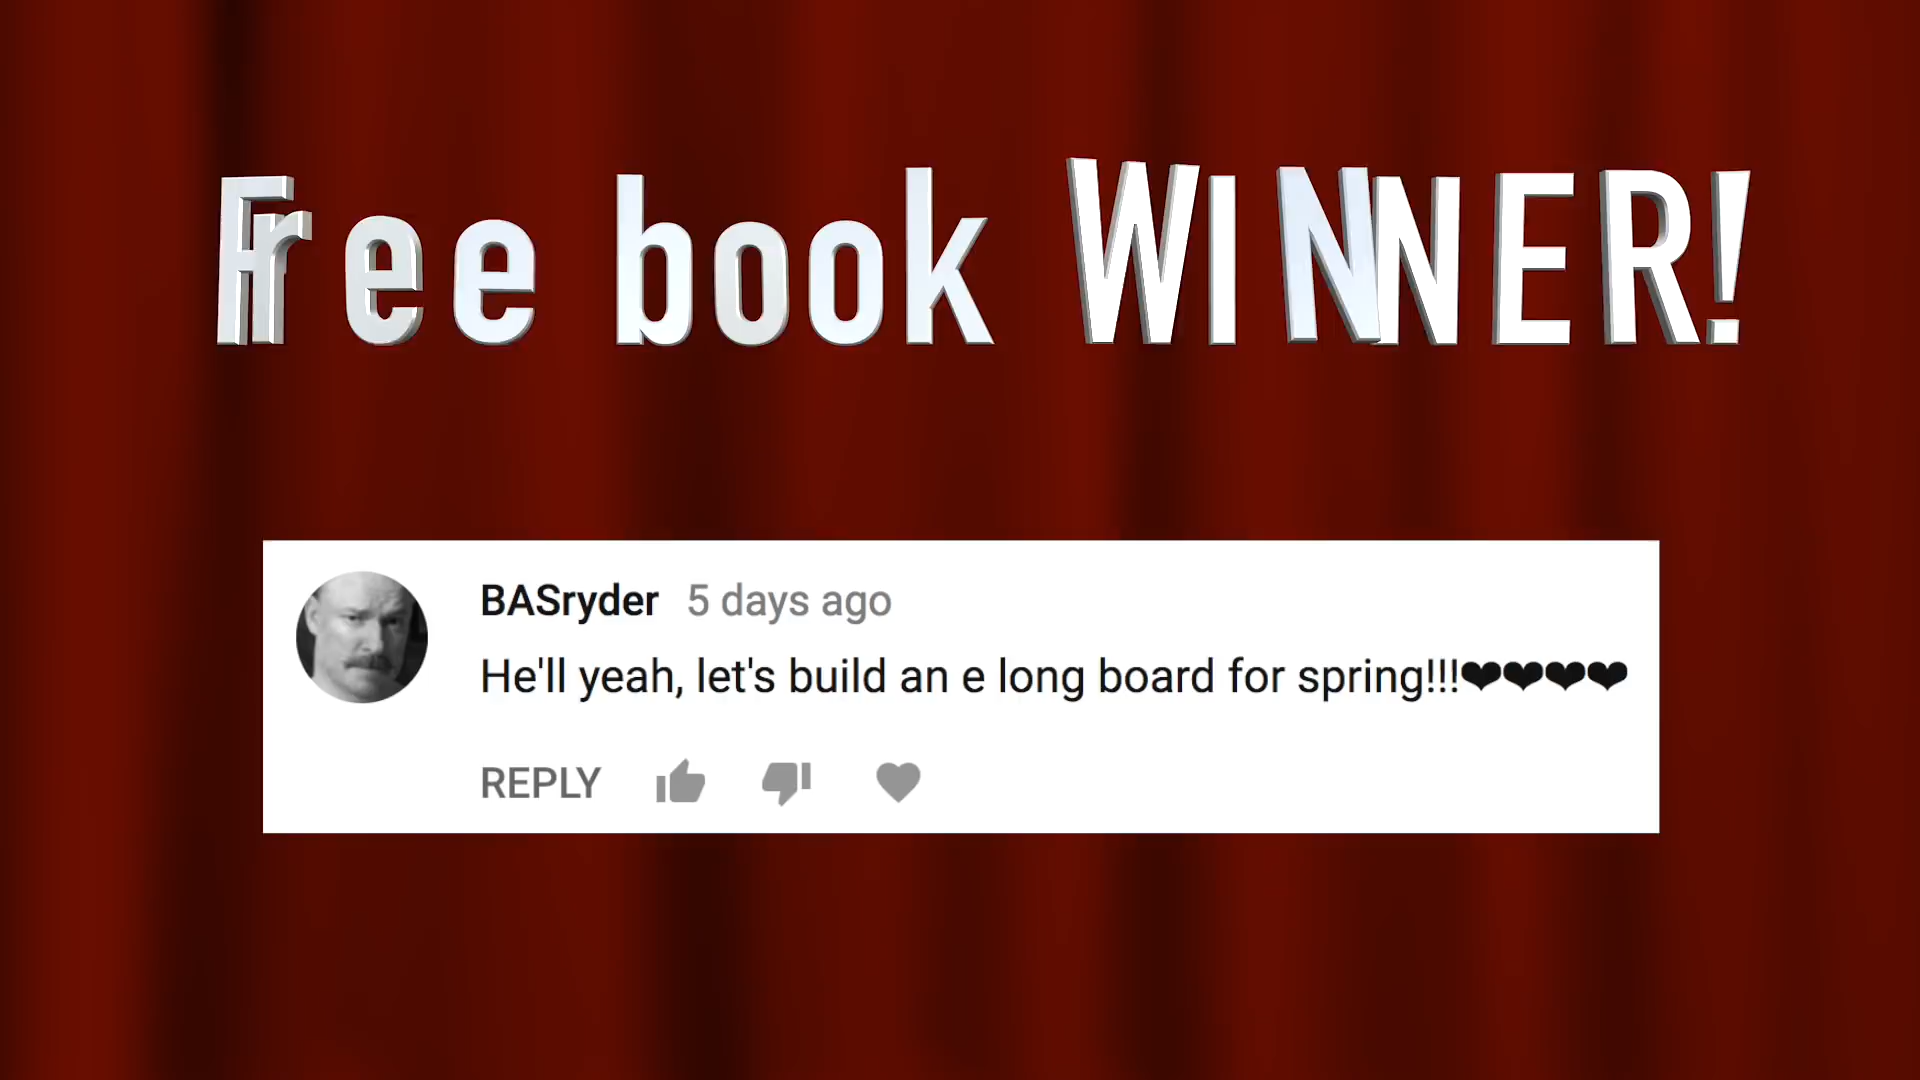 Free book WINNER!
BASryder 5 days ago
He'll yeah, let's build an e long board for spring!!!❤❤❤❤
REPLY